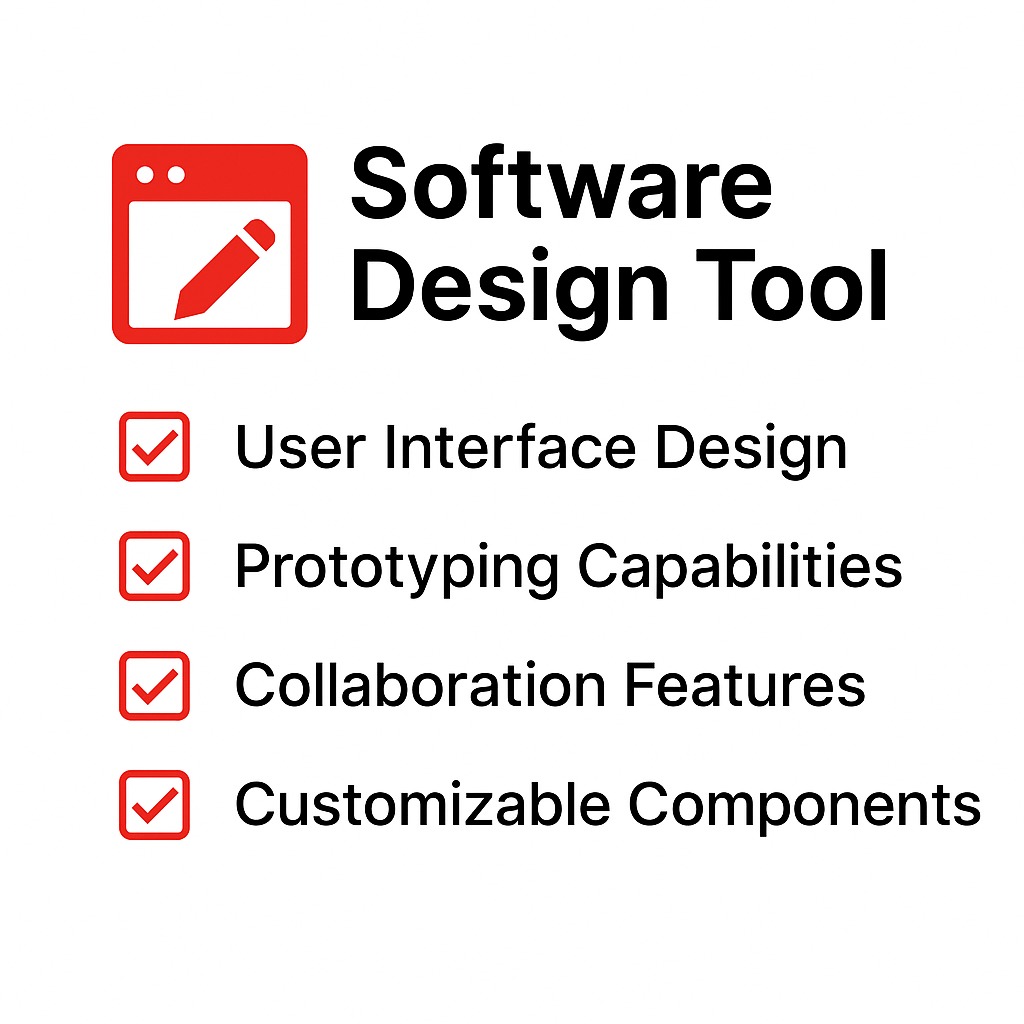 Software
Design Tool
User Interface Design
Prototyping Capabilities
Collaboration Features
Customizable Components